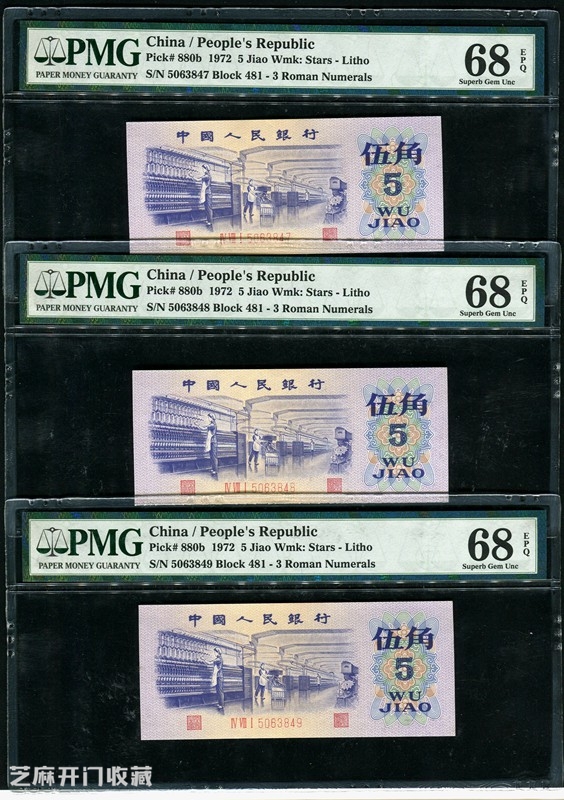 PMG
PAPER MONEY GUARANTY
China / People's Republic
Pick# 880b 1972 5 Jiao Wmk: Stars - Litho
S/N 5063847 Block 481 - 3 Roman Numerals
68 EPQ
Superb Gem Unc
中國人民銀行
伍角
5
WU
JIAO
Ⅳ Ⅷ Ⅰ 5063847
PMG
PAPER MONEY GUARANTY
China / People's Republic
Pick# 880b 1972 5 Jiao Wmk: Stars - Litho
S/N 5063848 Block 481 - 3 Roman Numerals
68 EPQ
Superb Gem Unc
中國人民銀行
伍角
5
WU
JIAO
Ⅳ Ⅷ Ⅰ 5063848
PMG
PAPER MONEY GUARANTY
China / People's Republic
Pick# 880b 1972 5 Jiao Wmk: Stars - Litho
S/N 5063849 Block 481 - 3 Roman Numerals
68 EPQ
Superb Gem Unc
中國人民銀行
伍角
5
WU
JIAO
Ⅳ Ⅷ Ⅰ 5063849
芝麻开门收藏